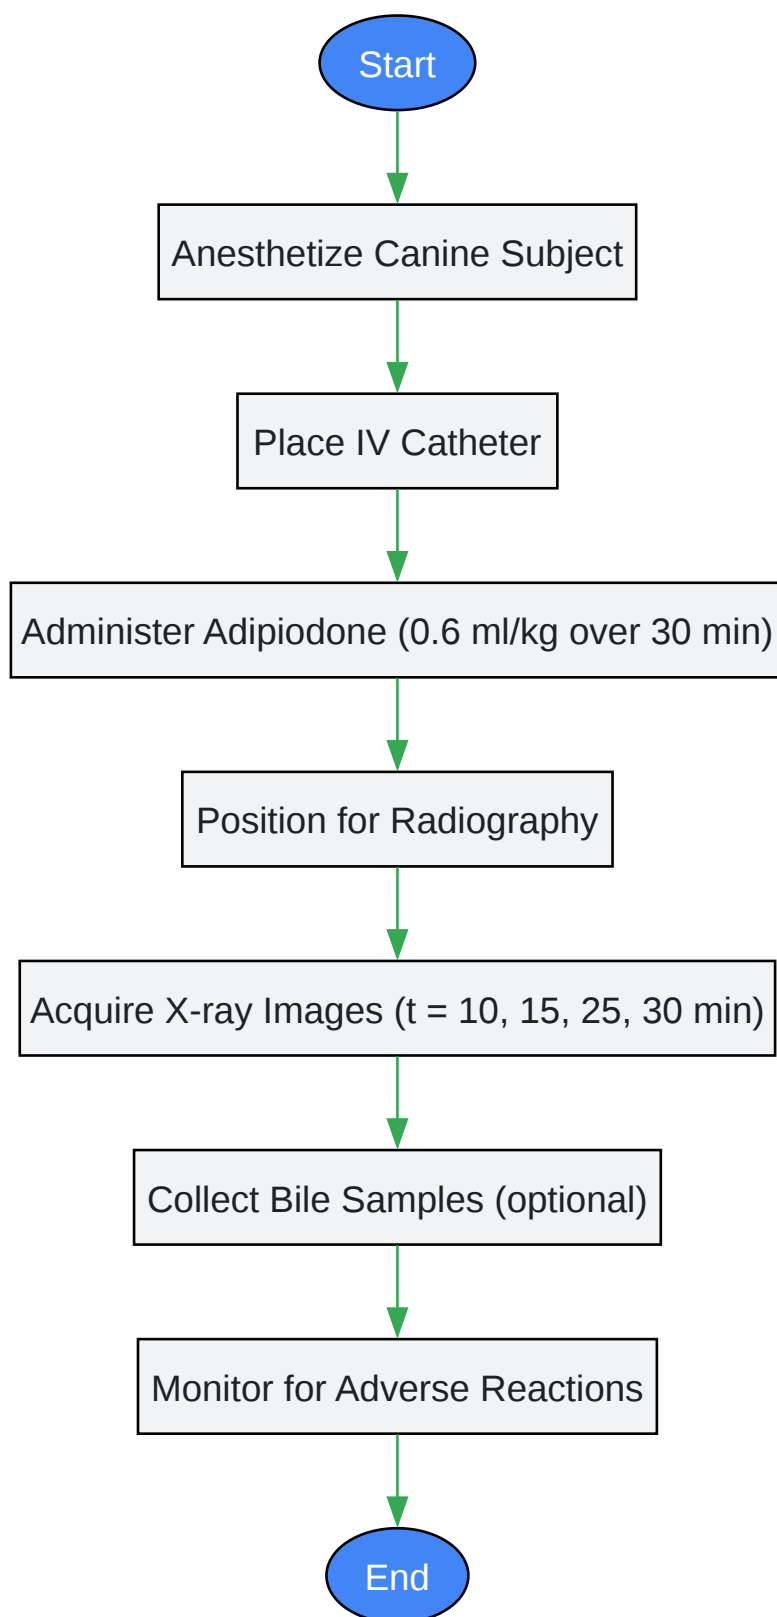 Start
Anesthetize Canine Subject
Place IV Catheter
Administer Adipiodone (0.6 ml/kg over 30 min)
Position for Radiography
Acquire X-ray Images (t = 10, 15, 25, 30 min)
Collect Bile Samples (optional)
Monitor for Adverse Reactions
End